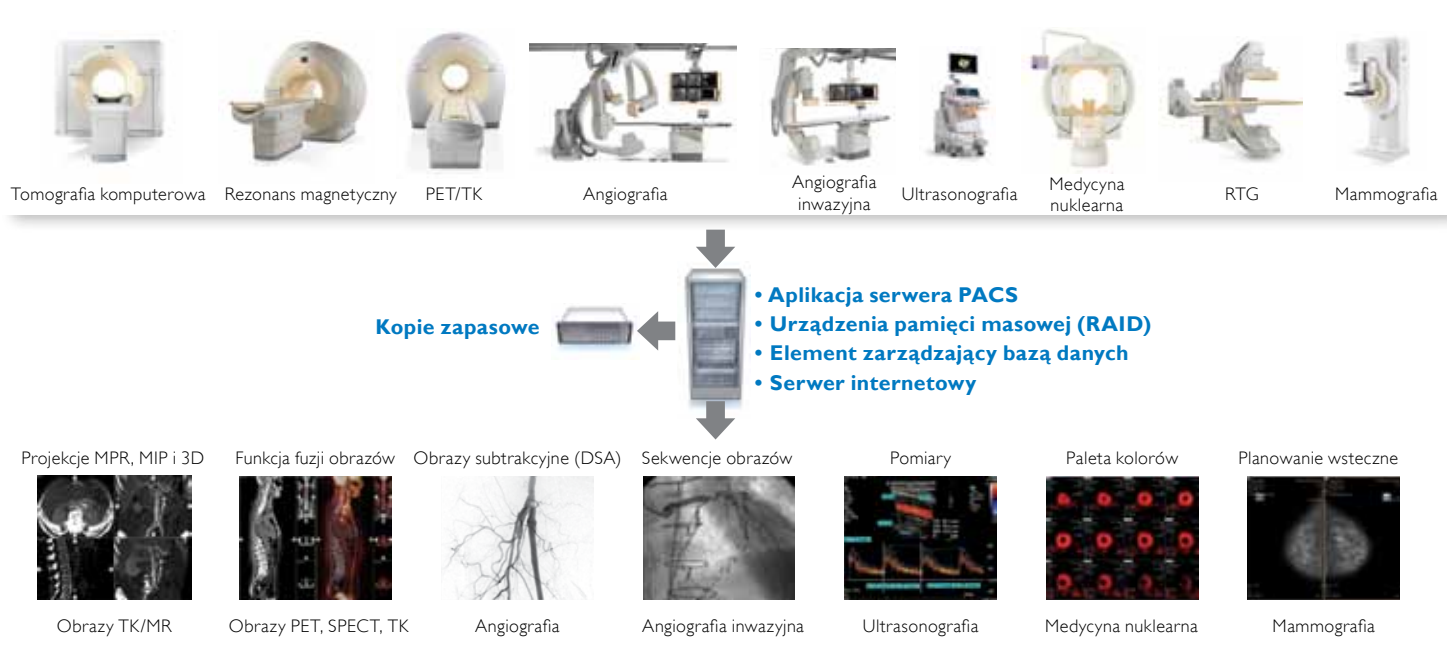 Tomografia komputerowa
Rezonans magnetyczny
PET/TK
Angiografia
Angiografia
inwazyjna
Ultrasonografia
Medycyna
nuklearna
RTG
Mammografia
Kopie zapasowe
• Aplikacja serwera PACS
• Urządzenia pamięci masowej (RAID)
• Element zarządzający bazą danych
• Serwer internetowy
Projekcje MPR, MIP i 3D
Funkcja fuzji obrazów
Obrazy subtrakcyjne (DSA)
Sekwencje obrazów
Pomiary
Paleta kolorów
Planowanie wsteczne
Obrazy TK/MR
Obrazy PET, SPECT, TK
Angiografia
Angiografia inwazyjna
Ultrasonografia
Medycyna nuklearna
Mammografia